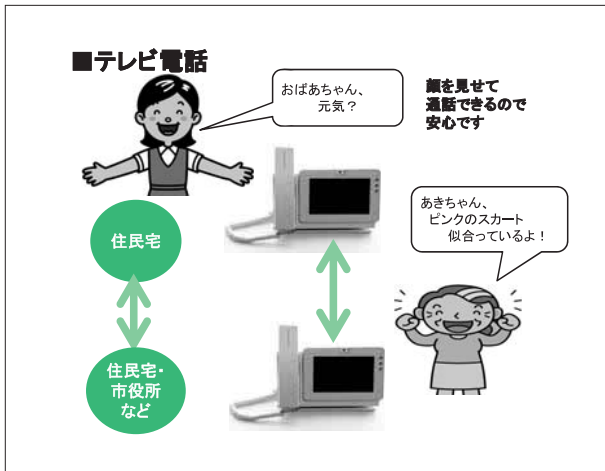 ■テレビ電話
おばあちゃん、
元気？
顔を見せて
通話できるので
安心です
あきちゃん、
ピンクのスカート
似合っているよ！
住民宅
住民宅・
市役所
など